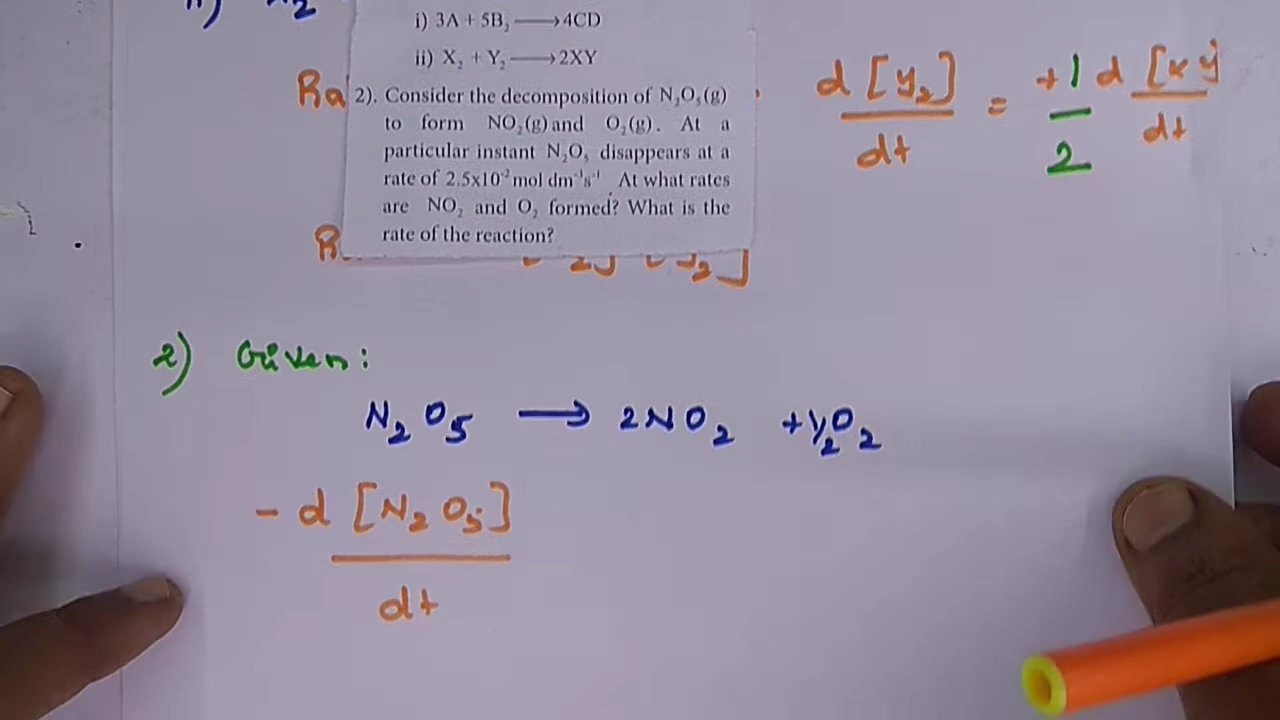 i) 3A + 5B₂ ⟶ 4CD
ii) X₂ + Y₂ ⟶ 2XY
2). Consider the decomposition of N₂O₅(g)
to form NO₂(g) and O₂(g). At a
particular instant N₂O₅ disappears at a
rate of 2.5x10⁻² mol dm⁻³s⁻¹. At what rates
are NO₂ and O₂ formed? What is the
rate of the reaction?
Ra
d [y₂] / dt = +1/2 d [xy] / dt
2) Given:
N₂O₅ ⟶ 2NO₂ + ½O₂
- d [N₂O₅]
dt